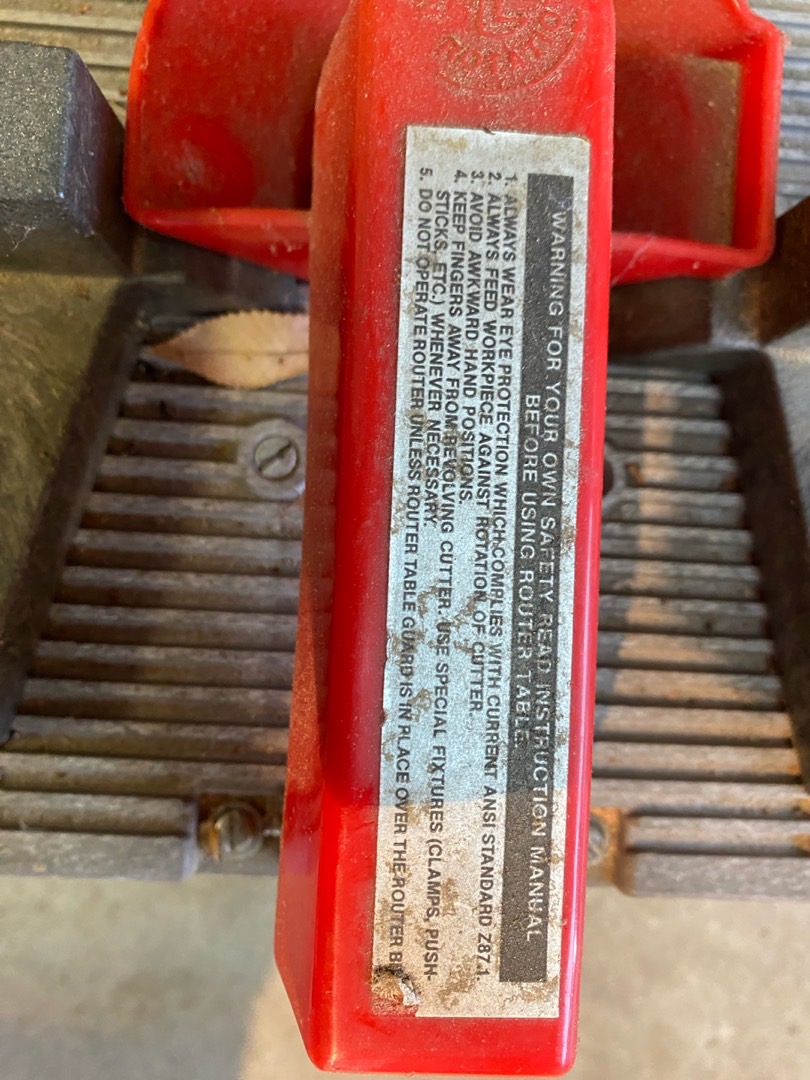 WARNING FOR YOUR OWN SAFETY READ INSTRUCTION MANUAL
BEFORE USING ROUTER TABLE.
1. ALWAYS WEAR EYE PROTECTION WHICH COMPLIES WITH CURRENT ANSI STANDARD Z87.1.
2. ALWAYS FEED WORKPIECE AGAINST ROTATION OF CUTTER.
3. AVOID AWKWARD HAND POSITIONS.
4. KEEP FINGERS AWAY FROM REVOLVING CUTTER. USE SPECIAL FIXTURES (CLAMPS, PUSH-
STICKS, ETC.) WHENEVER NECESSARY.
5. DO NOT OPERATE ROUTER UNLESS ROUTER TABLE GUARD IS IN PLACE OVER THE ROUTER